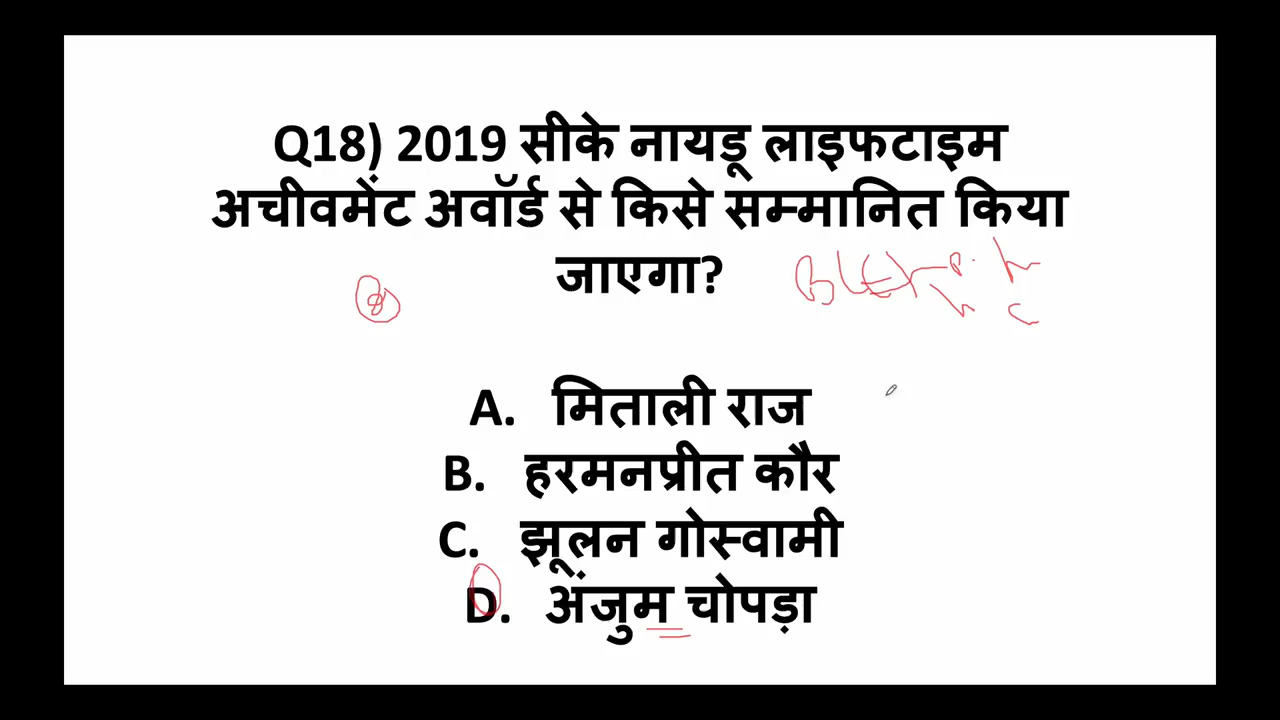 Q18) 2019 सीके नायडू लाइफटाइम
अचीवमेंट अवॉर्ड से किसे सम्मानित किया
जाएगा?
A. मिताली राज
B. हरमनप्रीत कौर
C. झूलन गोस्वामी
D. अंजुम चोपड़ा